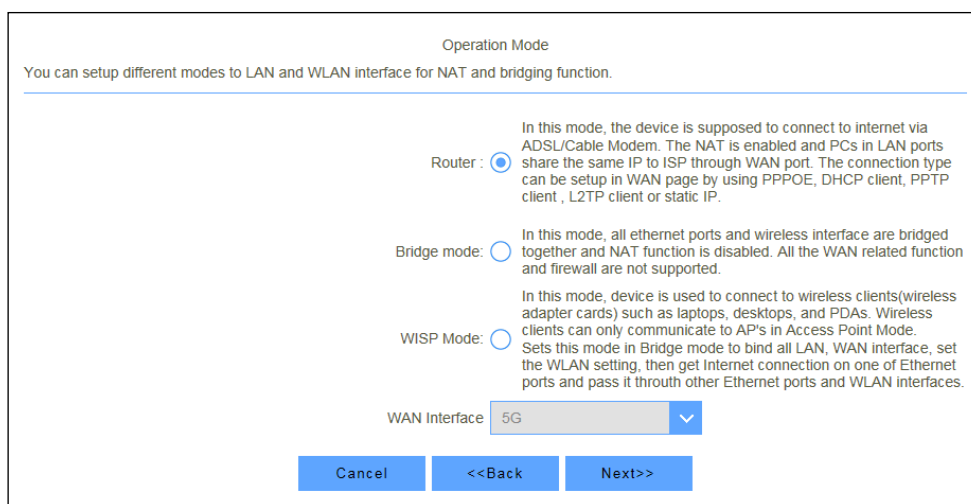 Operation Mode
You can setup different modes to LAN and WLAN interface for NAT and bridging function.
Router :
In this mode, the device is supposed to connect to internet via
ADSL/Cable Modem. The NAT is enabled and PCs in LAN ports
share the same IP to ISP through WAN port. The connection type
can be setup in WAN page by using PPPOE, DHCP client, PPTP
client , L2TP client or static IP.
Bridge mode:
In this mode, all ethernet ports and wireless interface are bridged
together and NAT function is disabled. All the WAN related function
and firewall are not supported.
WISP Mode:
In this mode, device is used to connect to wireless clients(wireless
adapter cards) such as laptops, desktops, and PDAs. Wireless
clients can only communicate to AP's in Access Point Mode.
Sets this mode in Bridge mode to bind all LAN, WAN interface, set
the WLAN setting, then get Internet connection on one of Ethernet
ports and pass it throuth other Ethernet ports and WLAN interfaces.
WAN Interface 5G
Cancel <<Back Next>>